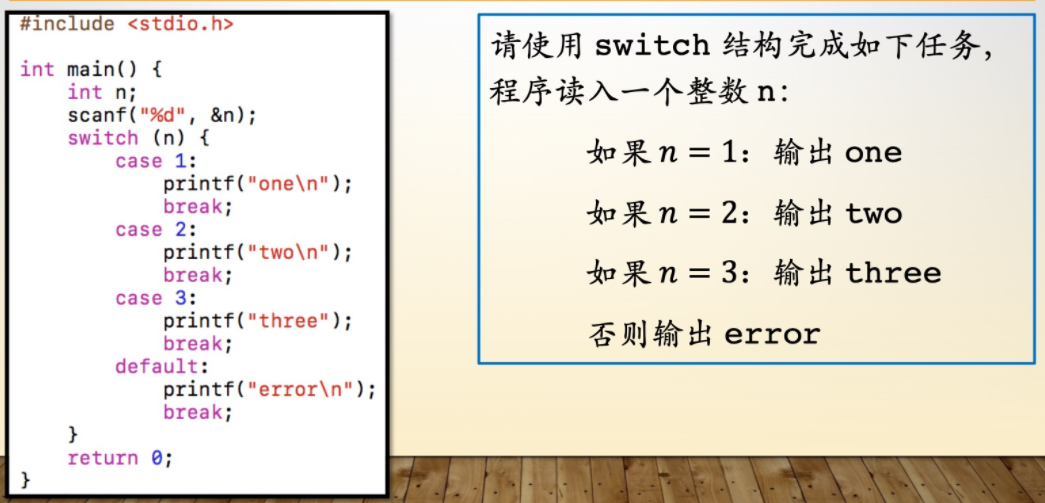 #include <stdio.h>
int main() {
    int n;
    scanf("%d", &n);
    switch (n) {
        case 1:
            printf("one\n");
            break;
        case 2:
            printf("two\n");
            break;
        case 3:
            printf("three");
            break;
        default:
            printf("error\n");
            break;
    }
    return 0;
}
请使用 switch 结构完成如下任务,
程序读入一个整数 n:
如果 n = 1: 输出 one
如果 n = 2: 输出 two
如果 n = 3: 输出 three
否则输出 error